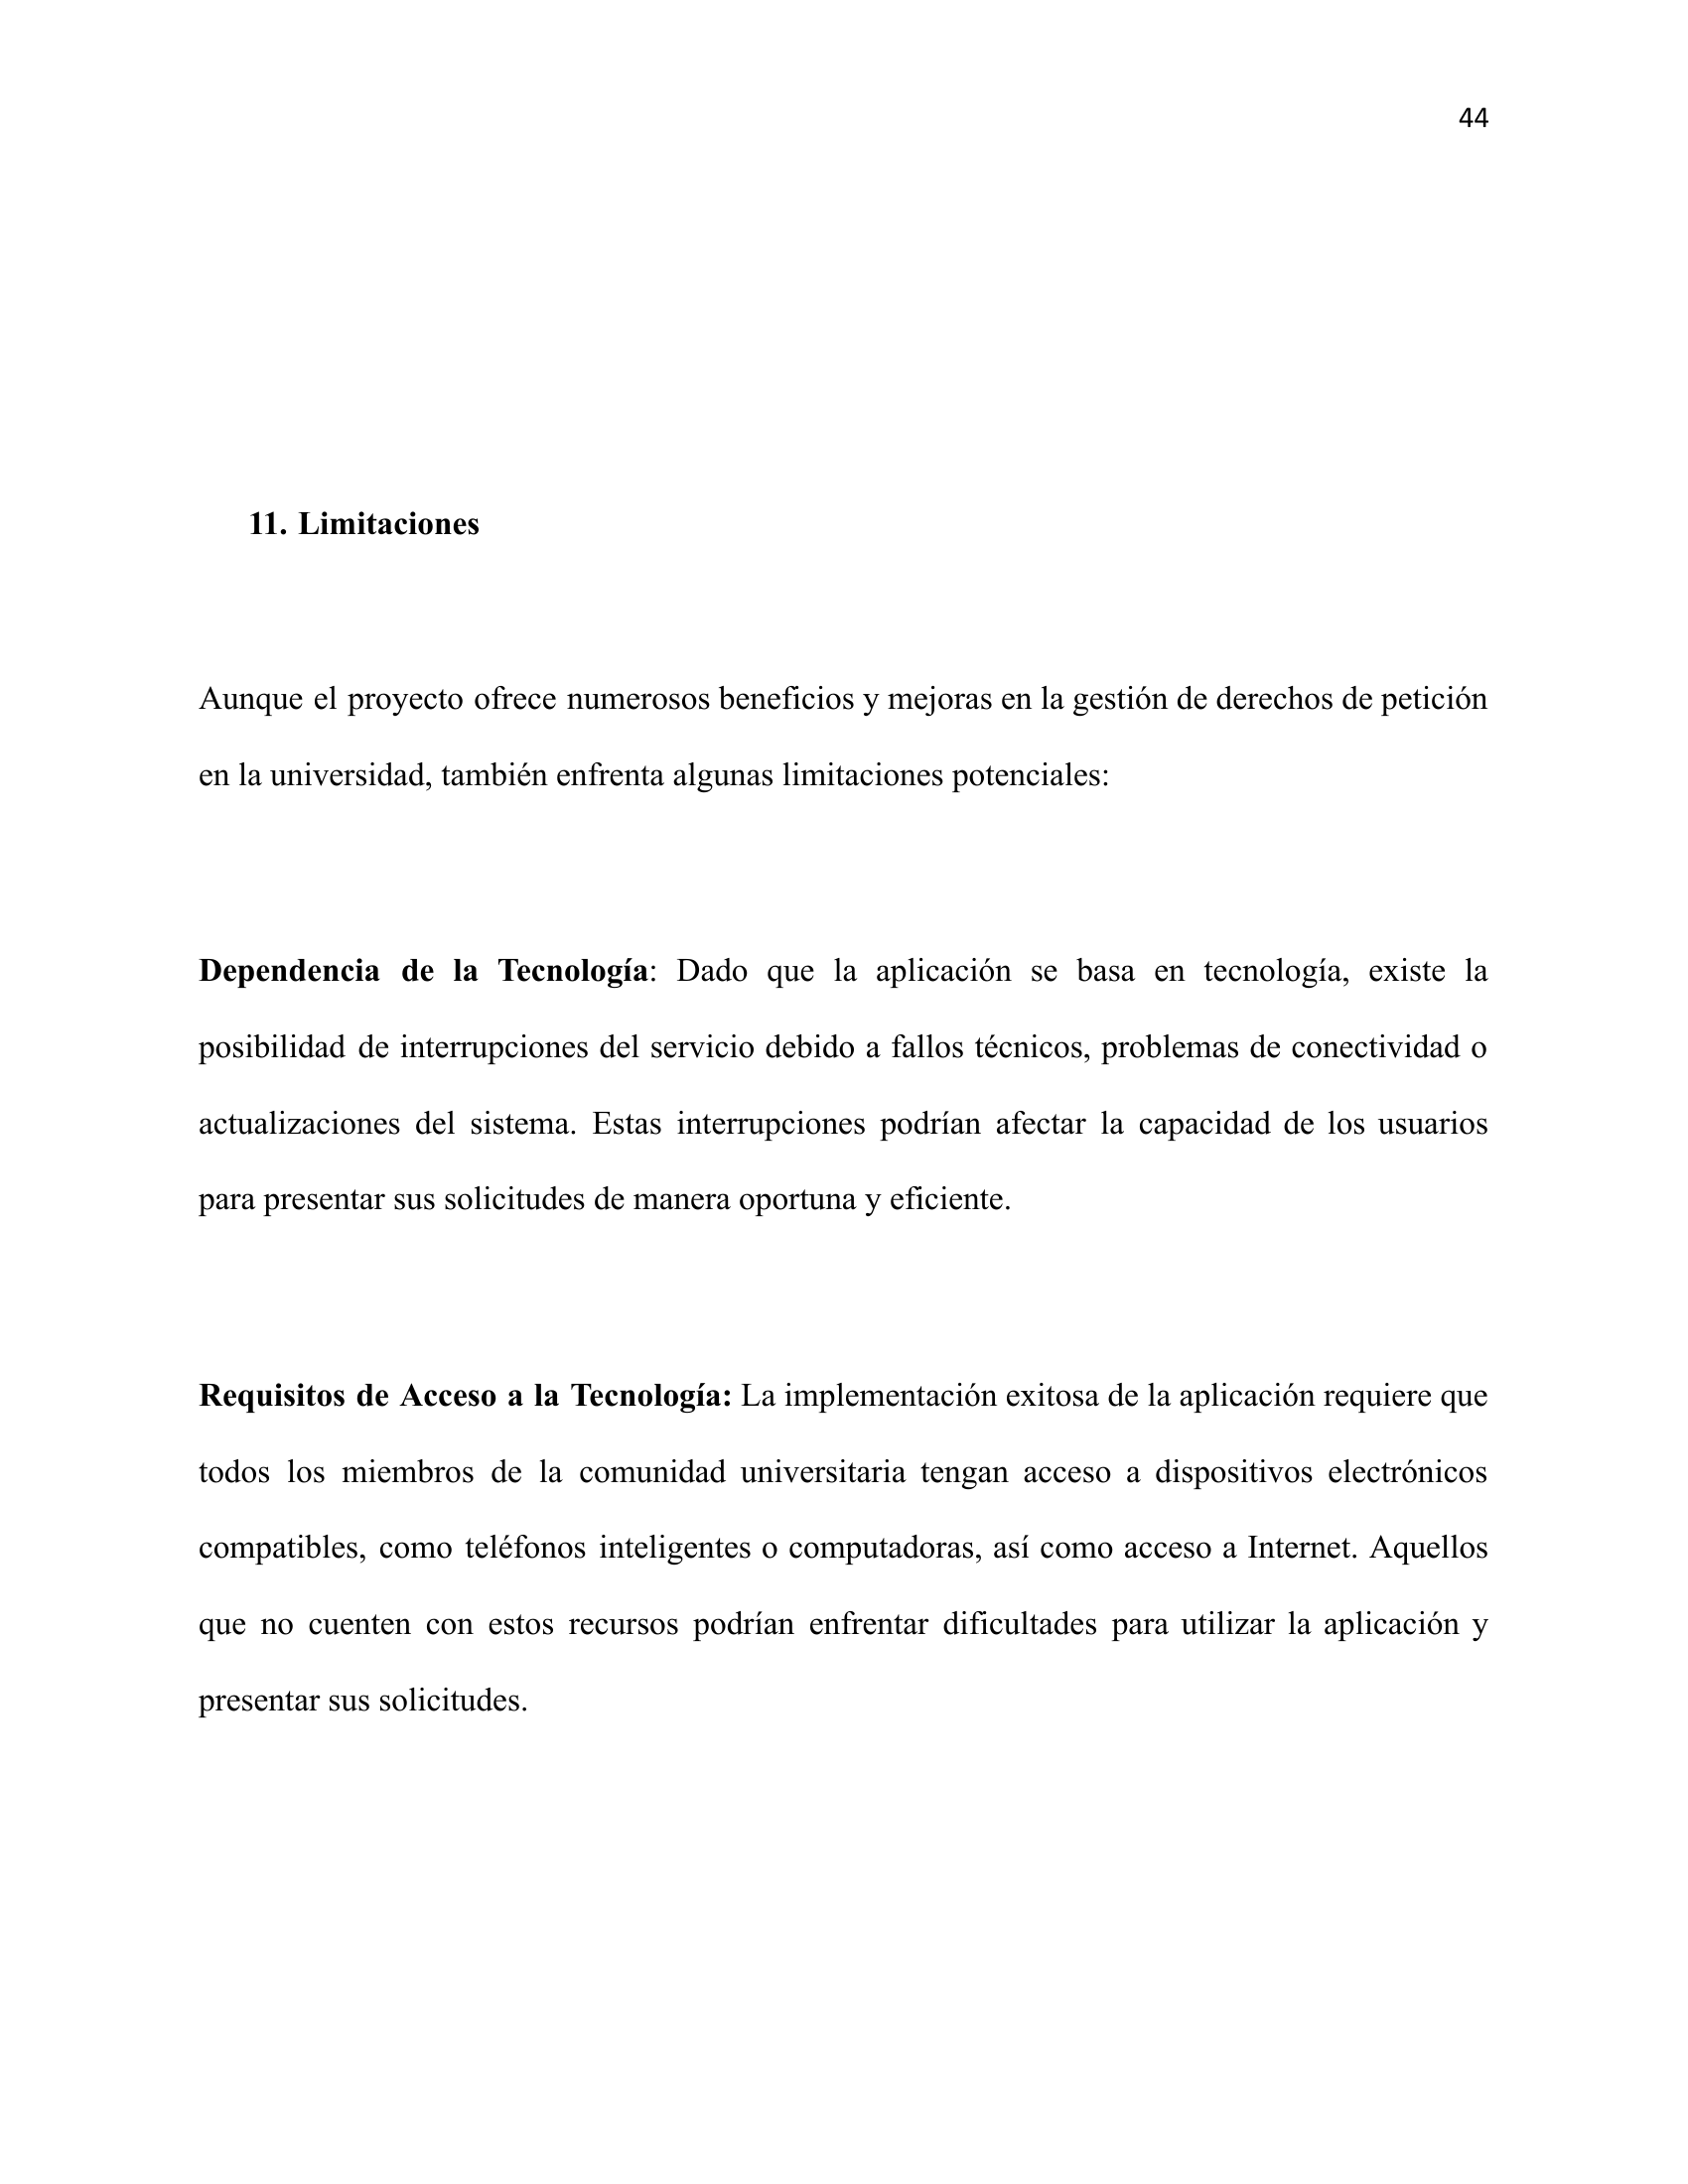 44
11. Limitaciones
Aunque el proyecto ofrece numerosos beneficios y mejoras en la gestión de derechos de petición
en la universidad, también enfrenta algunas limitaciones potenciales:
Dependencia de la Tecnología: Dado que la aplicación se basa en tecnología, existe la
posibilidad de interrupciones del servicio debido a fallos técnicos, problemas de conectividad o
actualizaciones del sistema. Estas interrupciones podrían afectar la capacidad de los usuarios
para presentar sus solicitudes de manera oportuna y eficiente.
Requisitos de Acceso a la Tecnología: La implementación exitosa de la aplicación requiere que
todos los miembros de la comunidad universitaria tengan acceso a dispositivos electrónicos
compatibles, como teléfonos inteligentes o computadoras, así como acceso a Internet. Aquellos
que no cuenten con estos recursos podrían enfrentar dificultades para utilizar la aplicación y
presentar sus solicitudes.